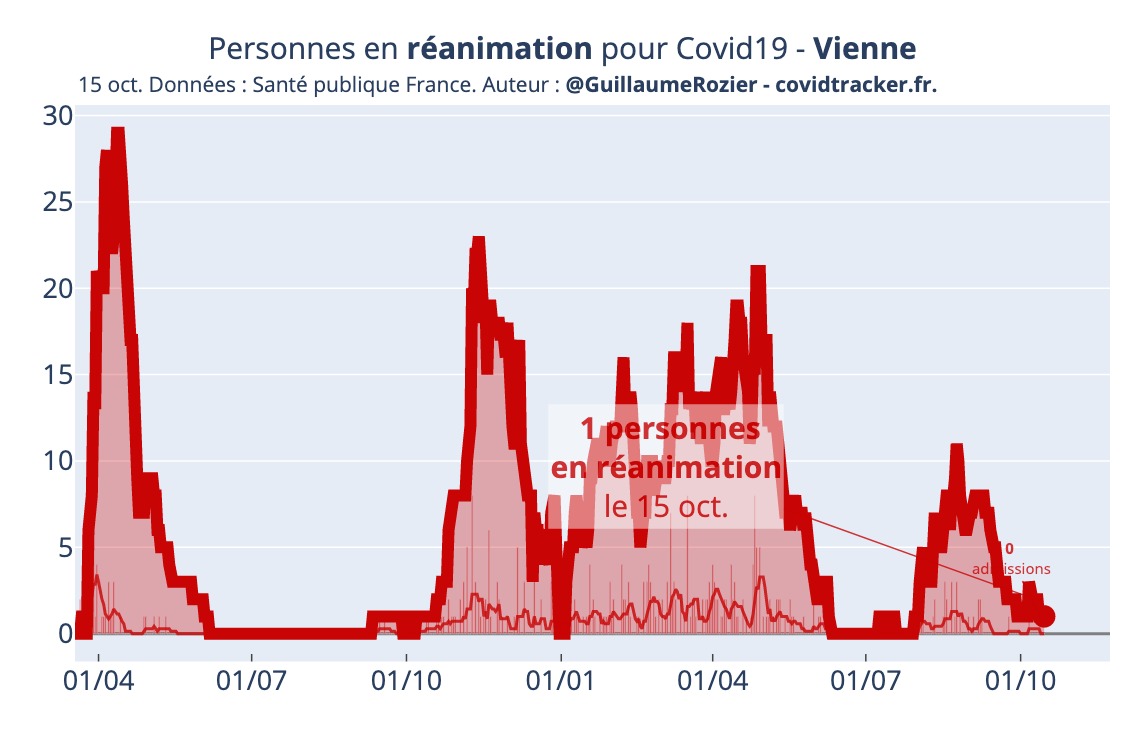 Personnes en réanimation pour Covid19 - Vienne
15 oct. Données : Santé publique France. Auteur : @GuillaumeRozier - covidtracker.fr.
30
25
20
15
10
5
0
1 personnes
en réanimation
le 15 oct.
0
admissions
01/04
01/07
01/10
01/01
01/04
01/07
01/10